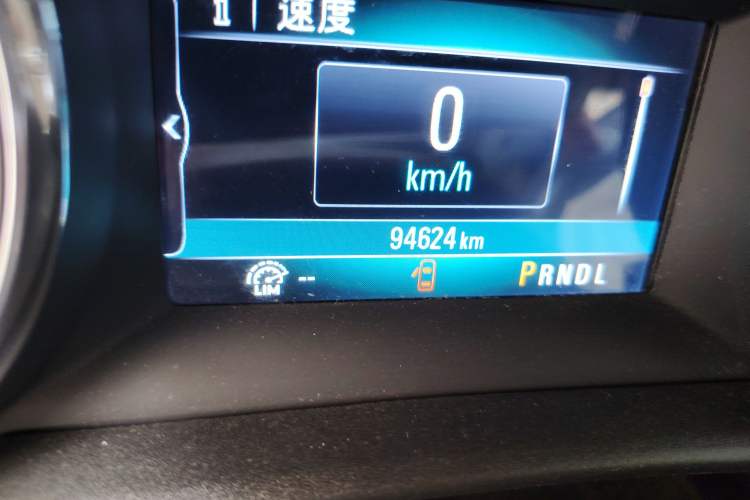 速度
0
km/h
94624 km
LIM --
PRNDL